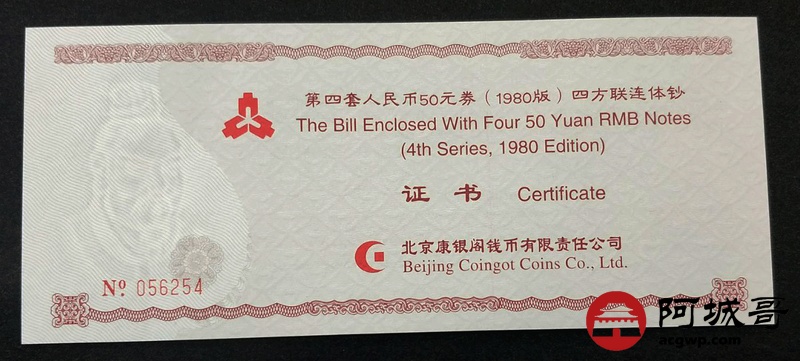 第四套人民币50元券（1980版）四方联连体钞
The Bill Enclosed With Four 50 Yuan RMB Notes
(4th Series, 1980 Edition)
证书 Certificate
北京康银阁钱币有限责任公司
Beijing Coingot Coins Co., Ltd.
Nº 056254
阿城哥
acgwp.com